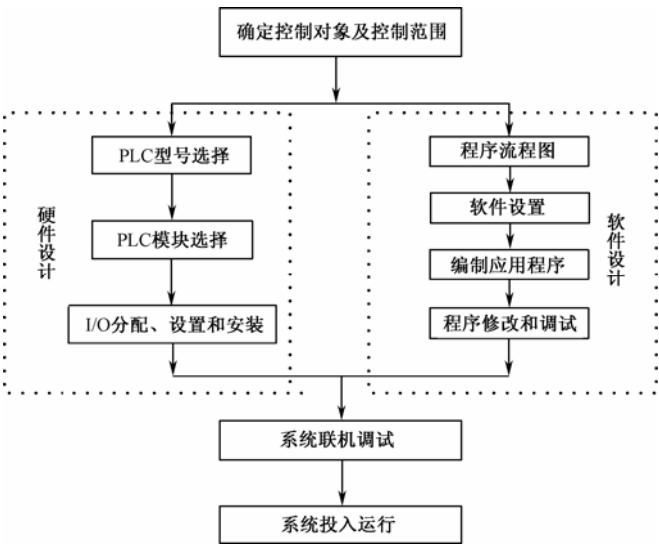 确定控制对象及控制范围
硬件设计
PLC型号选择
PLC模块选择
I/O分配、设置和安装
程序流程图
软件设置
编制应用程序
程序修改和调试
软件设计
系统联机调试
系统投入运行